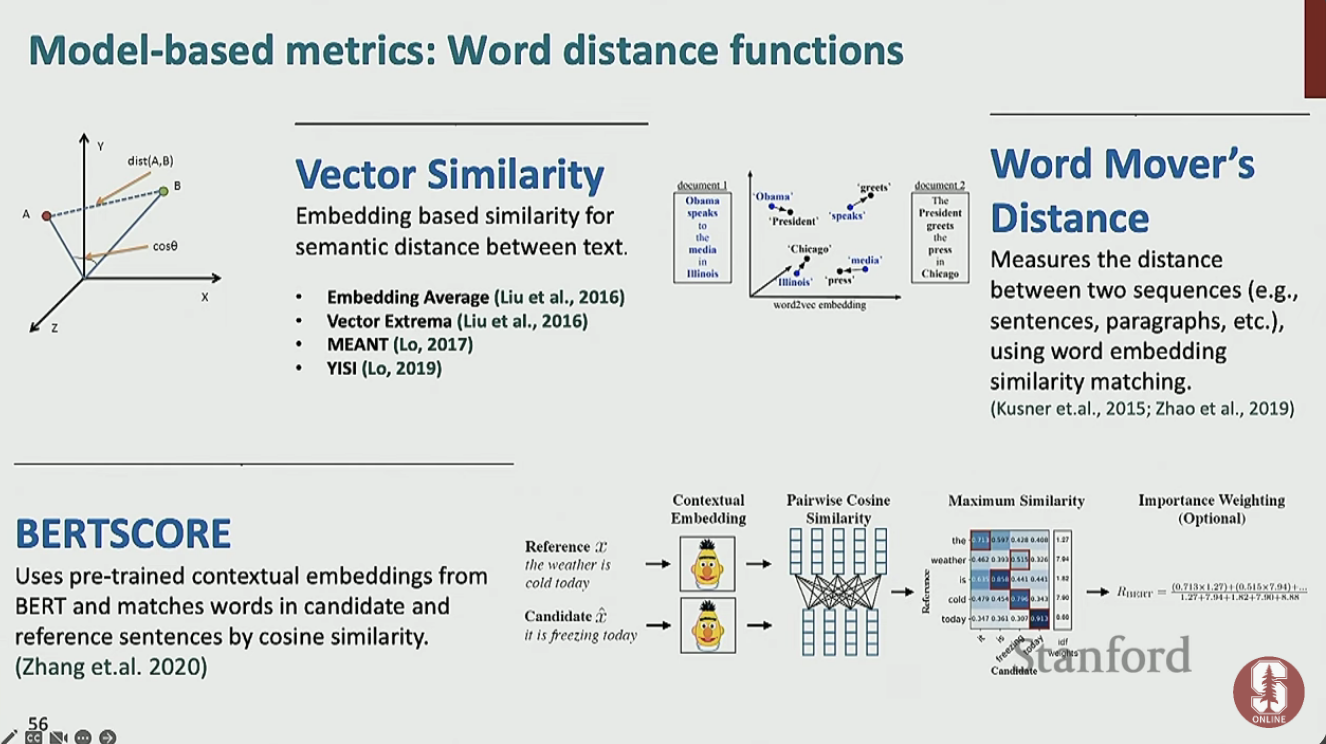 Model-based metrics: Word distance functions
Y
dist(A,B)
B
A
cosθ
X
Z
Vector Similarity
Embedding based similarity for
semantic distance between text.
• Embedding Average (Liu et al., 2016)
• Vector Extrema (Liu et al., 2016)
• MEANT (Lo, 2017)
• YISI (Lo, 2019)
document 1
Obama
speaks
to
the
media
in
Illinois
'Obama'
'President'
'greets'
'speaks'
'Chicago'
'Illinois'
'media'
'press'
word2vec embedding
document 2
The
President
greets
the
press
in
Chicago
Word Mover's
Distance
Measures the distance
between two sequences (e.g.,
sentences, paragraphs, etc.),
using word embedding
similarity matching.
(Kusner et.al., 2015; Zhao et al., 2019)
BERTSCORE
Uses pre-trained contextual embeddings from
BERT and matches words in candidate and
reference sentences by cosine similarity.
(Zhang et.al. 2020)
Reference x
the weather is
cold today
Candidate x̂
it is freezing today
Contextual
Embedding
Pairwise Cosine
Similarity
Maximum Similarity
Reference
the 0.713 0.597 0.428 0.408 1.27
weather 0.462 0.393 0.515 0.326 7.94
is 0.635 0.858 0.441 0.441 1.82
cold 0.479 0.454 0.796 0.343 7.90
today 0.347 0.361 0.307 0.913
it is freezing today
idf
weights
Candidate
Importance Weighting
(Optional)
R_BERT = (0.713×1.27)+(0.515×7.94)+...
1.27+7.94+1.82+7.90+8.88
Stanford
S
ONLINE
56
CC